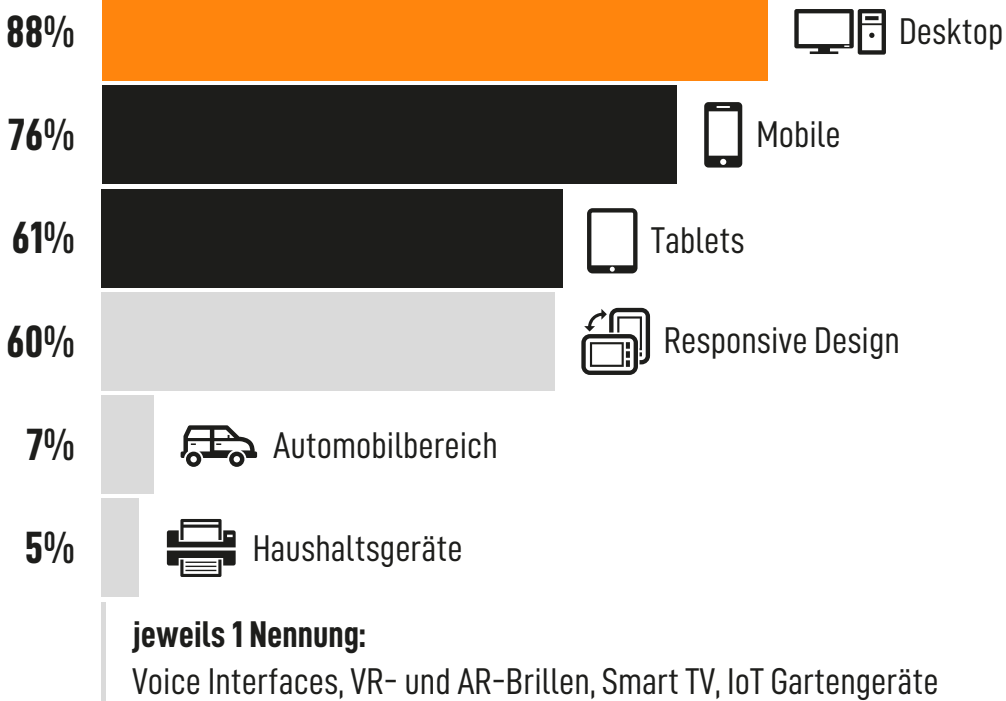 88% Desktop
76% Mobile
61% Tablets
60% Responsive Design
7% Automobilbereich
5% Haushaltsgeräte
jeweils 1 Nennung:
Voice Interfaces, VR- und AR-Brillen, Smart TV, IoT Gartengeräte